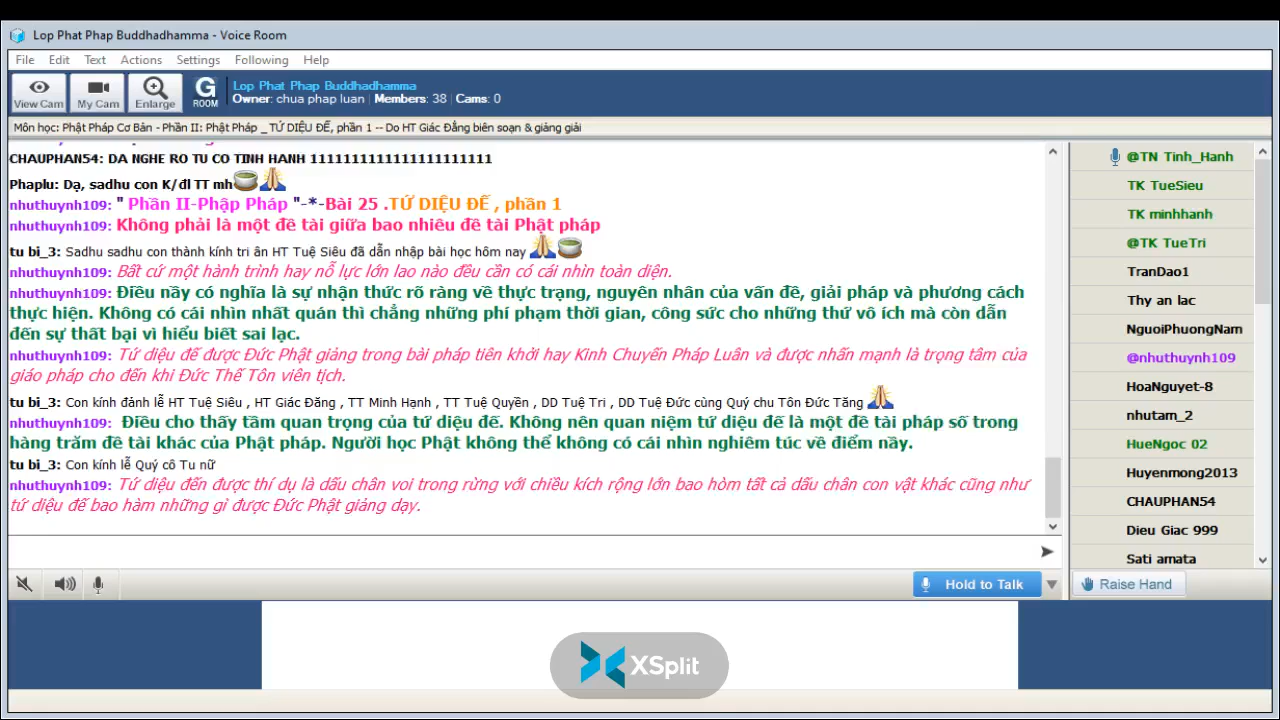 Lop Phat Phap Buddhadhamma - Voice Room
File Edit Text Actions Settings Following Help
View Cam My Cam Enlarge G ROOM
Lop Phat Phap Buddhadhamma
Owner: chua phap luan | Members: 38 | Cams: 0
Môn học: Phật Pháp Cơ Bản - Phần II: Phật Pháp _ TỨ DIỆU ĐẾ, phần 1 -- Do HT Giác Đẳng biên soạn & giảng giải
CHAUPHAN54: DA NGHE RO TU CO TINH HANH 1111111111111111111111
Phaplu: Dạ, sadhu con K/đl TT mh
nhuthuynh109: " Phần II-Phập Pháp "-*-Bài 25 .TỨ DIỆU ĐẾ , phần 1
nhuthuynh109: Không phải là một đề tài giữa bao nhiêu đề tài Phật pháp
tu bi_3: Sadhu sadhu con thành kính tri ân HT Tuệ Siêu đã dẫn nhập bài học hôm nay
nhuthuynh109: Bất cứ một hành trình hay nỗ lực lớn lao nào đều cần có cái nhìn toàn diện.
nhuthuynh109: Điều nầy có nghĩa là sự nhận thức rõ ràng về thực trạng, nguyên nhân của vấn đề, giải pháp và phương cách
thực hiện. Không có cái nhìn nhất quán thì chẳng những phí phạm thời gian, công sức cho những thứ vô ích mà còn dẫn
đến sự thất bại vì hiểu biết sai lạc.
nhuthuynh109: Tứ diệu đế được Đức Phật giảng trong bài pháp tiên khởi hay Kinh Chuyển Pháp Luân và được nhấn mạnh là trọng tâm của
giáo pháp cho đến khi Đức Thế Tôn viên tịch.
tu bi_3: Con kính đảnh lễ HT Tuệ Siêu , HT Giác Đăng , TT Minh Hạnh , TT Tuệ Quyền , DD Tuệ Tri , DD Tuệ Đức cùng Quý chu Tôn Đức Tăng
nhuthuynh109: Điều cho thấy tầm quan trọng của tứ diệu đế. Không nên quan niệm tứ diệu đế là một đề tài pháp số trong
hàng trăm đề tài khác của Phật pháp. Người học Phật không thể không có cái nhìn nghiêm túc về điểm nầy.
tu bi_3: Con kính lễ Quý cô Tu nữ
nhuthuynh109: Tứ diệu đến được thí dụ là dấu chân voi trong rừng với chiều kích rộng lớn bao hòm tất cả dấu chân con vật khác cũng như
tứ diệu đế bao hàm những gì được Đức Phật giảng dạy.
@TN Tinh_Hanh
TK TueSieu
TK minhhanh
@TK TueTri
TranDao1
Thy an lac
NguoiPhuongNam
@nhuthuynh109
HoaNguyet-8
nhutam_2
HueNgoc 02
Huyenmong2013
CHAUPHAN54
Dieu Giac 999
Sati amata
Hold to Talk
Raise Hand
XSplit